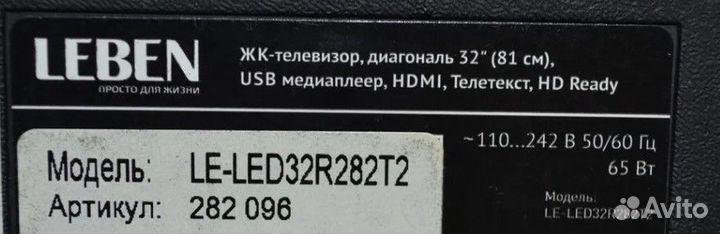 LEBEN
просто для жизни
ЖК-телевизор, диагональ 32" (81 см),
USB медиаплеер, HDMI, Телетекст, HD Ready
~110...242 В 50/60 Гц
65 Вт
Модель: LE-LED32R282T2
Артикул: 282 096
Модель:
Avito